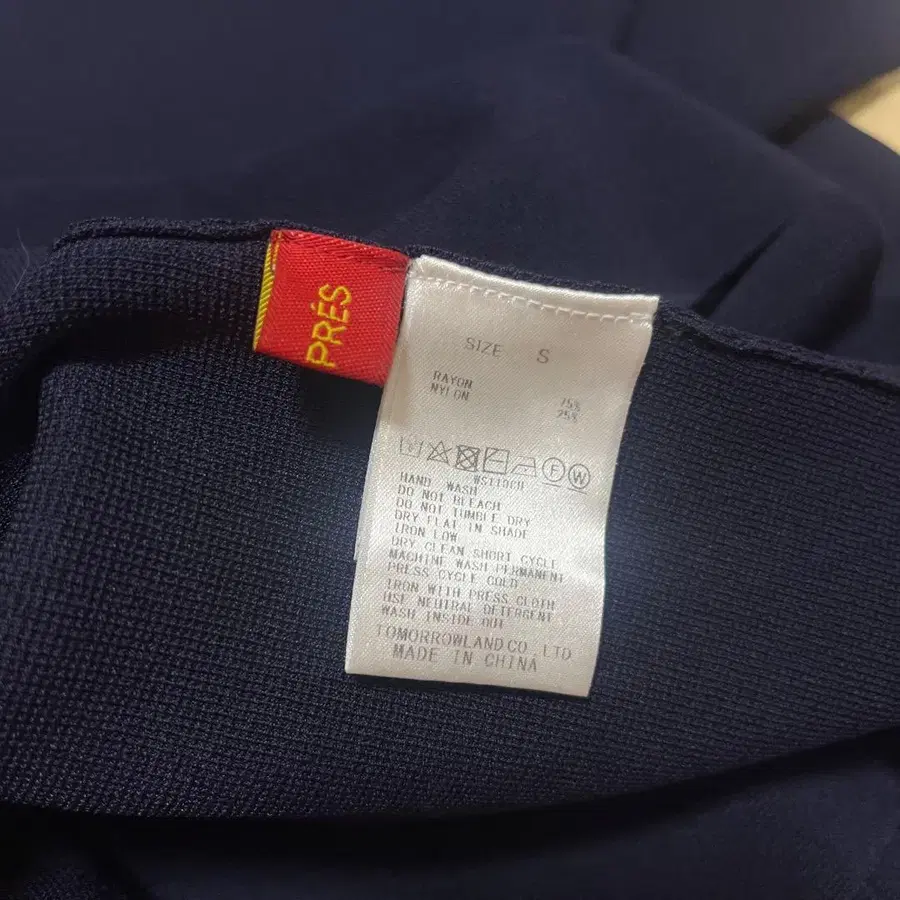 PRÉS
SIZE S
RAYON 75%
NYLON 25%
WS110CH
HAND WASH
DO NOT BLEACH
DO NOT TUMBLE DRY
DRY FLAT IN SHADE
IRON LOW
DRY CLEAN SHORT CYCLE
MACHINE WASH PERMANENT
PRESS CYCLE COLD
IRON WITH PRESS CLOTH
USE NEUTRAL DETERGENT
WASH INSIDE OUT
TOMORROWLAND CO.,LTD
MADE IN CHINA